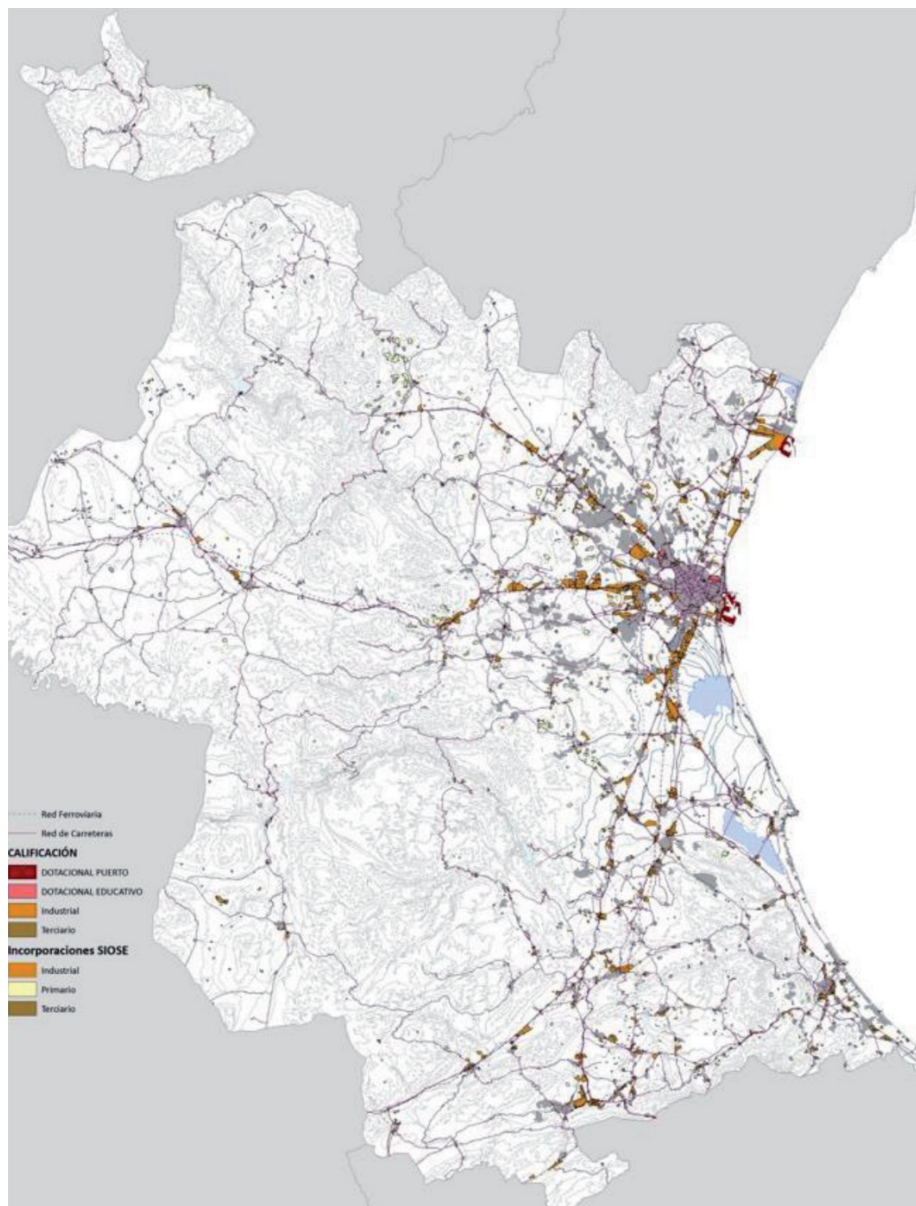 Red Ferroviaria
Red de Carreteras
CALIFICACIÓN
DOTACIONAL PUERTO
DOTACIONAL EDUCATIVO
Industrial
Terciario
Incorporaciones SIOSE
Industrial
Primario
Terciario